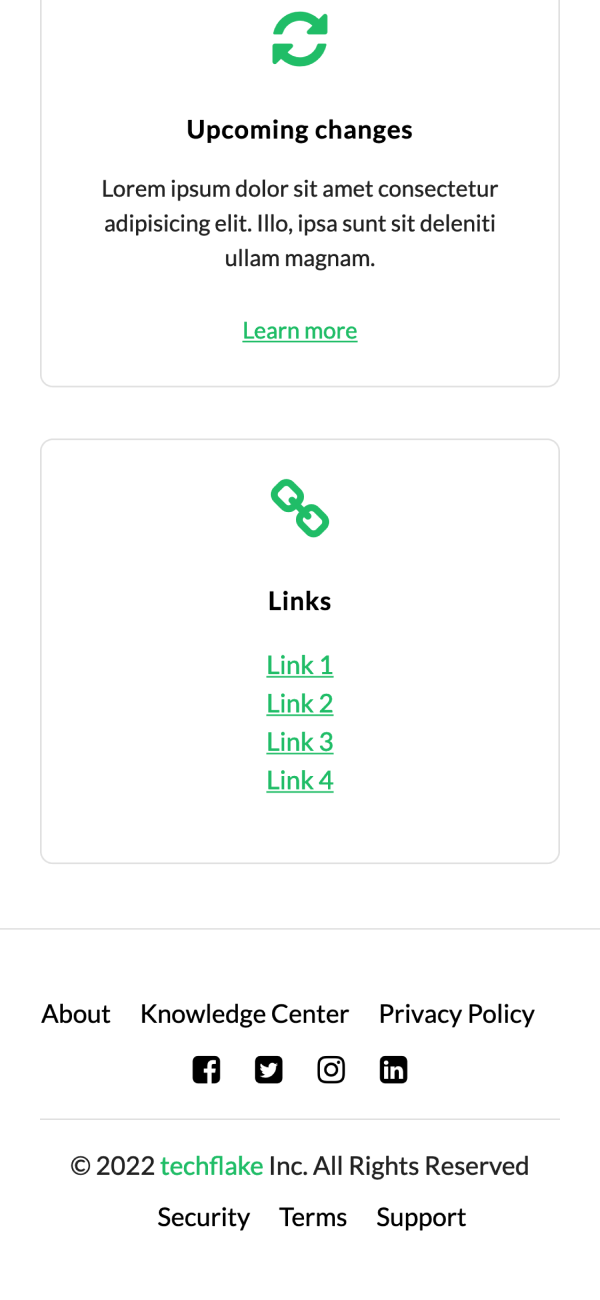 Upcoming changes
Lorem ipsum dolor sit amet consectetur
adipisicing elit. Illo, ipsa sunt sit deleniti
ullam magnam.
Learn more
Links
Link 1
Link 2
Link 3
Link 4
About Knowledge Center Privacy Policy
© 2022 techflake Inc. All Rights Reserved
Security Terms Support